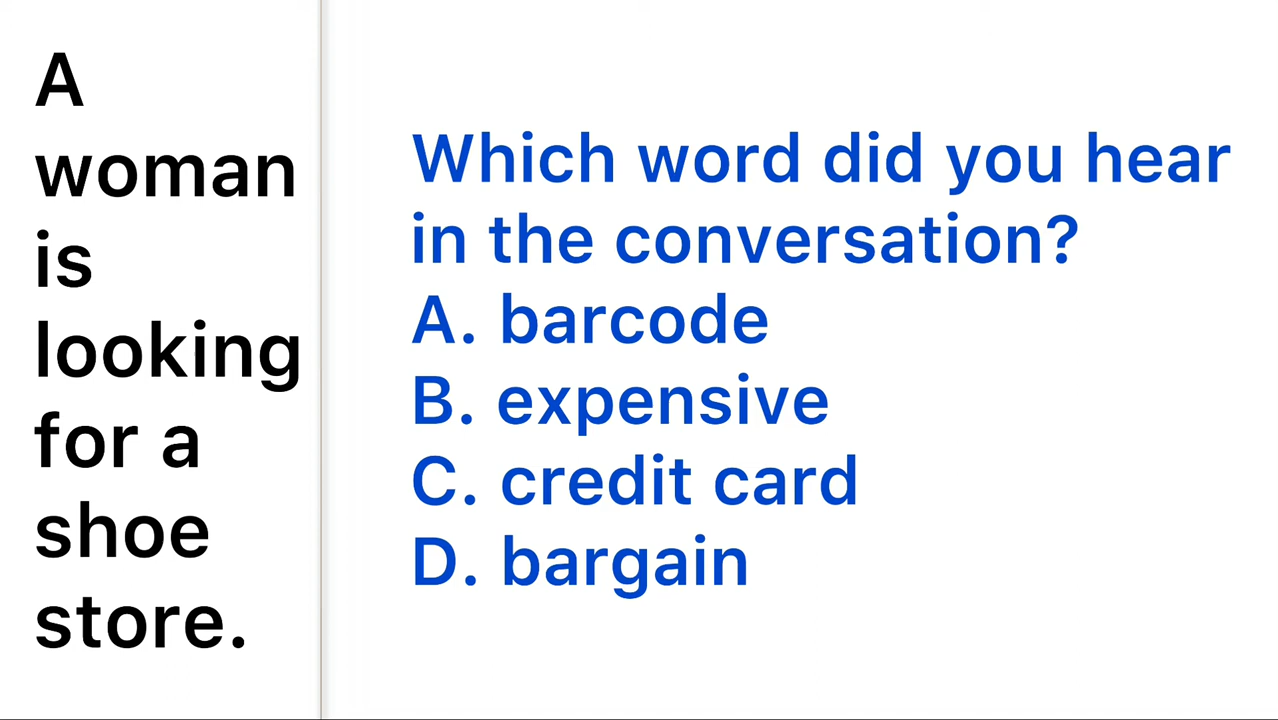 A
woman
is
looking
for a
shoe
store.
Which word did you hear
in the conversation?
A. barcode
B. expensive
C. credit card
D. bargain